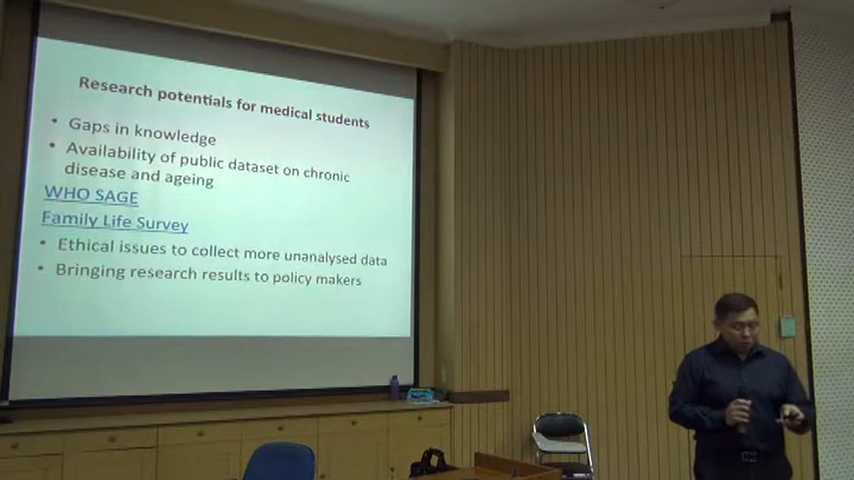 Research potentials for medical students
• Gaps in knowledge
• Availability of public dataset on chronic
disease and ageing
WHO SAGE
Family Life Survey
• Ethical issues to collect more unanalysed data
• Bringing research results to policy makers